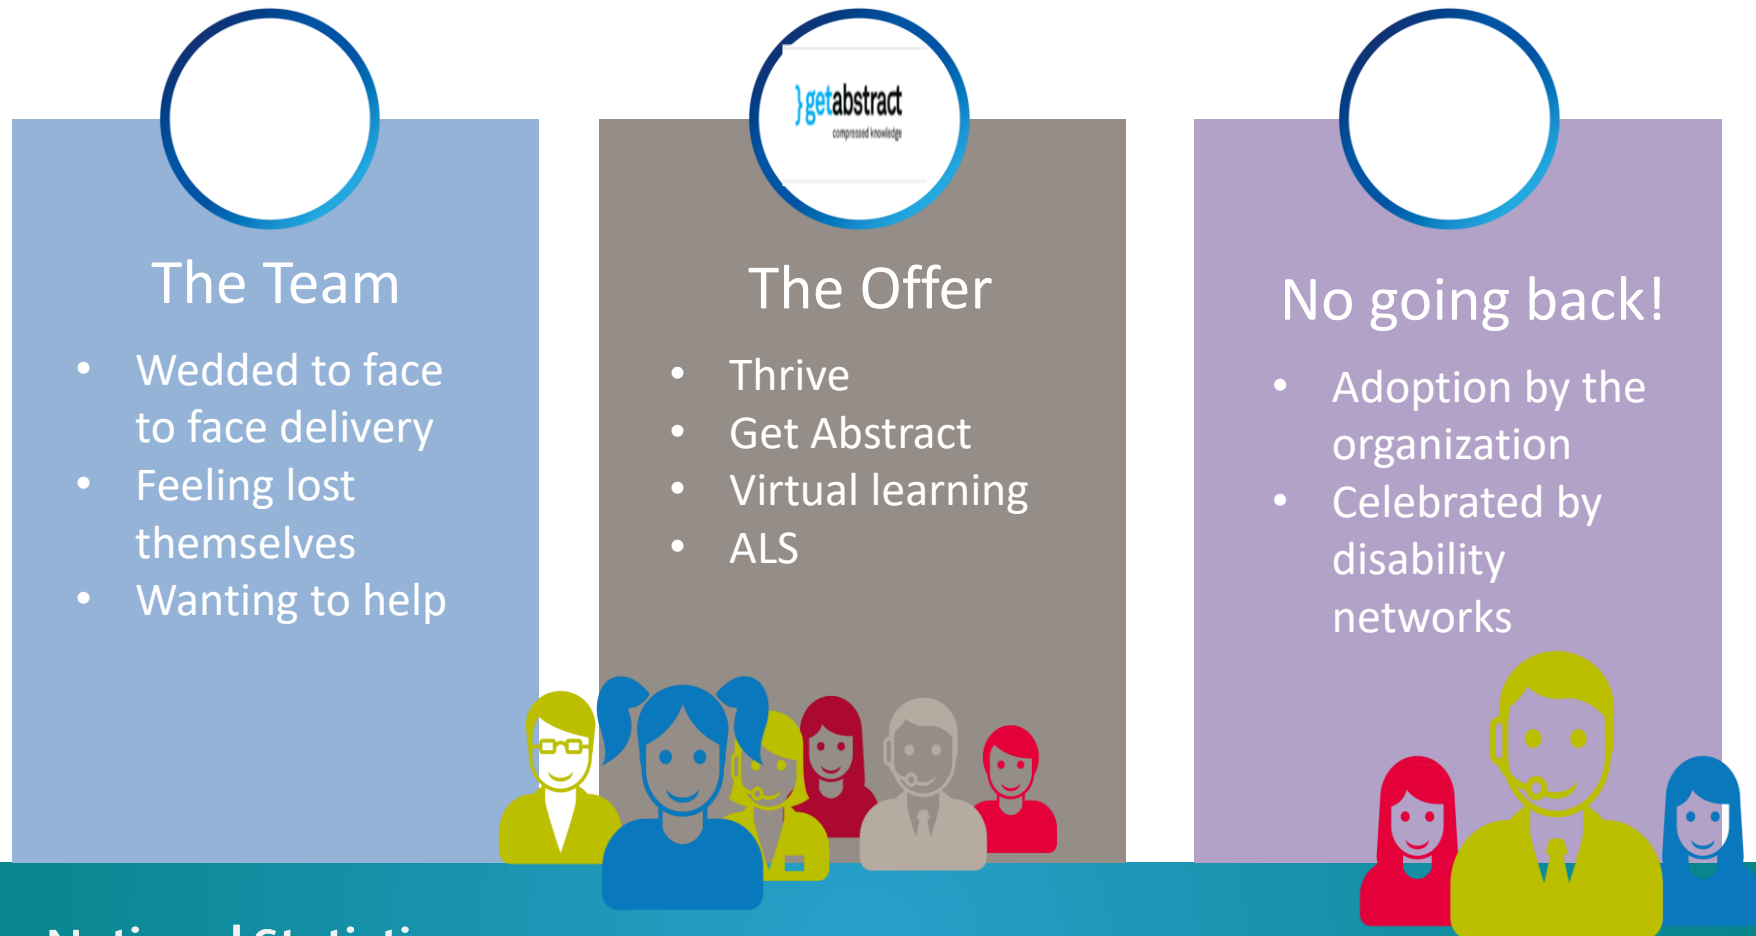 }getabstract
compressed knowledge
The Team
• Wedded to face
to face delivery
• Feeling lost
themselves
• Wanting to help
The Offer
• Thrive
• Get Abstract
• Virtual learning
• ALS
No going back!
• Adoption by the
organization
• Celebrated by
disability
networks